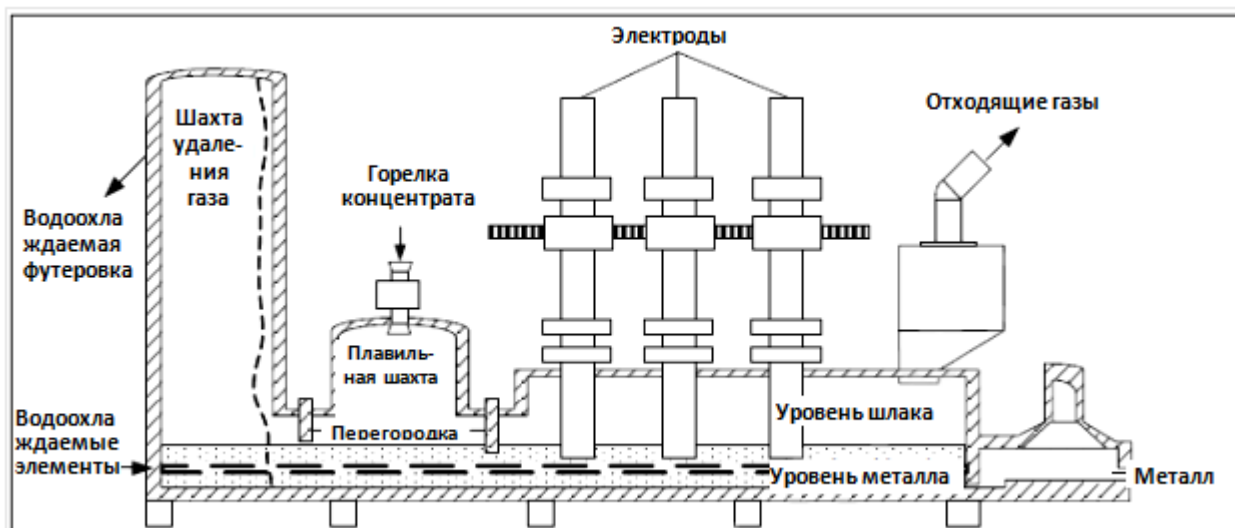 Электроды
Отходящие газы
Шахта
удале-
ния
газа
Горелка
концентрата
Водоохла
ждаемая
футеровка
Плавиль-
ная шахта
Водоохла
ждаемые
элементы
Перегородка
Уровень шлака
Уровень металла
Металл